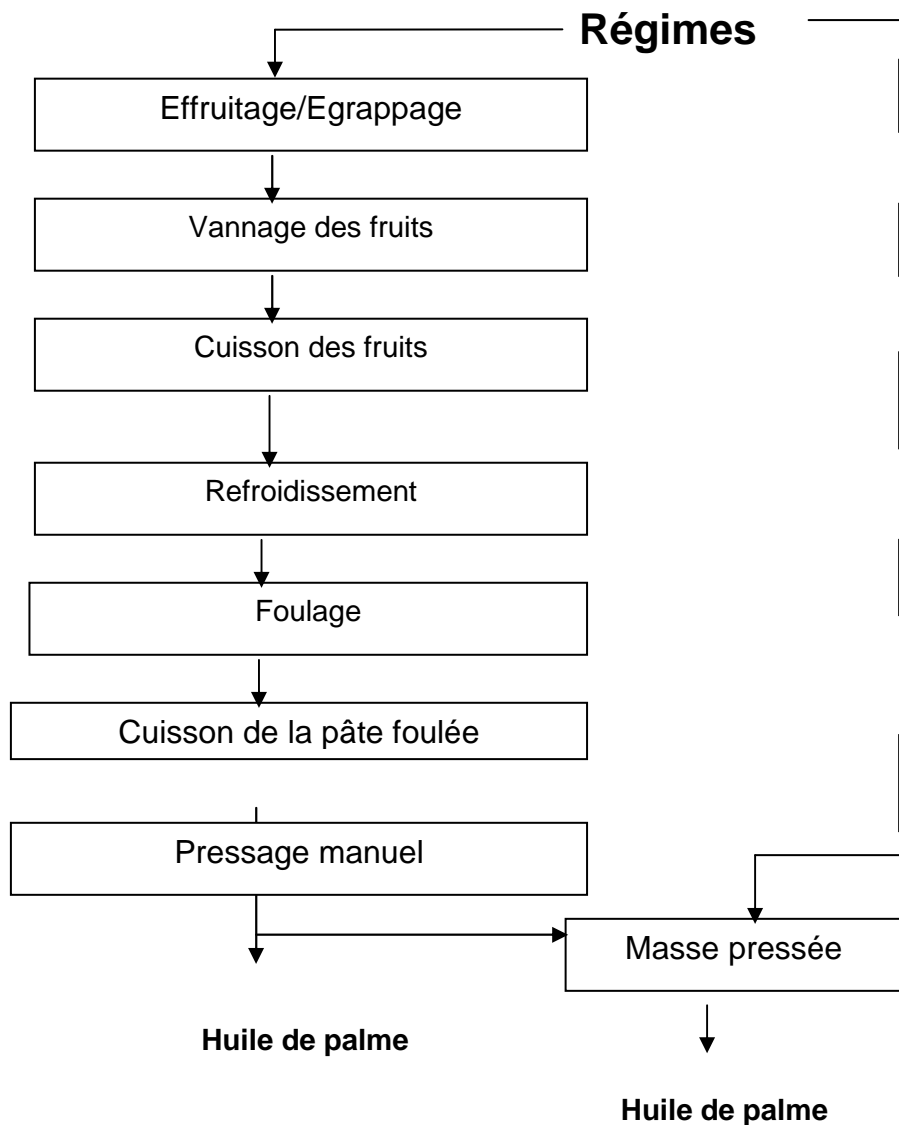 Régimes
Effruitage/Egrappage
Vannage des fruits
Cuisson des fruits
Refroidissement
Foulage
Cuisson de la pâte foulée
Pressage manuel
Masse pressée
Huile de palme
Huile de palme